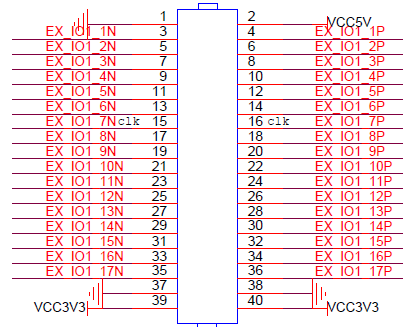 1 2 VCC5V
EX_IO1_1N 3 4 EX_IO1_1P
EX_IO1_2N 5 6 EX_IO1_2P
EX_IO1_3N 7 8 EX_IO1_3P
EX_IO1_4N 9 10 EX_IO1_4P
EX_IO1_5N 11 12 EX_IO1_5P
EX_IO1_6N 13 14 EX_IO1_6P
EX_IO1_7N clk 15 16 clk EX_IO1_7P
EX_IO1_8N 17 18 EX_IO1_8P
EX_IO1_9N 19 20 EX_IO1_9P
EX_IO1_10N 21 22 EX_IO1_10P
EX_IO1_11N 23 24 EX_IO1_11P
EX_IO1_12N 25 26 EX_IO1_12P
EX_IO1_13N 27 28 EX_IO1_13P
EX_IO1_14N 29 30 EX_IO1_14P
EX_IO1_15N 31 32 EX_IO1_15P
EX_IO1_16N 33 34 EX_IO1_16P
EX_IO1_17N 35 36 EX_IO1_17P
37 38
VCC3V3 39 40 VCC3V3